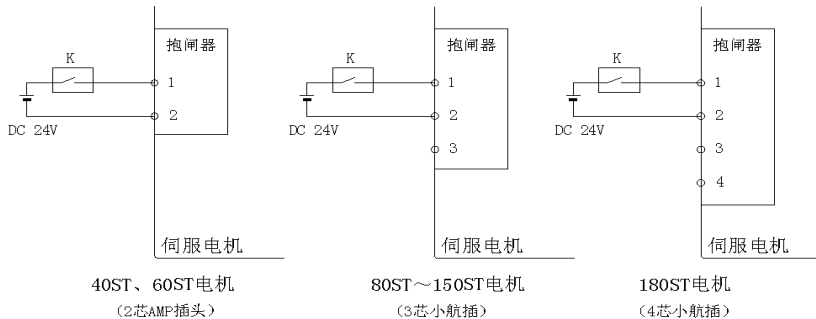 抱闸器
K
1
2
DC 24V
伺服电机
40ST、60ST电机
(2芯AMP插头)
抱闸器
K
1
2
3
DC 24V
伺服电机
80ST～150ST电机
(3芯小航插)
抱闸器
K
1
2
3
4
DC 24V
伺服电机
180ST电机
(4芯小航插)